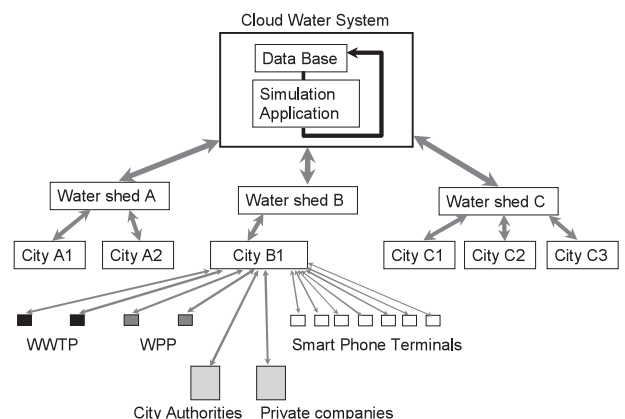 Cloud Water System
Data Base
Simulation
Application
Water shed A
Water shed B
Water shed C
City A1
City A2
City B1
City C1
City C2
City C3
WWTP
WPP
Smart Phone Terminals
City Authorities
Private companies